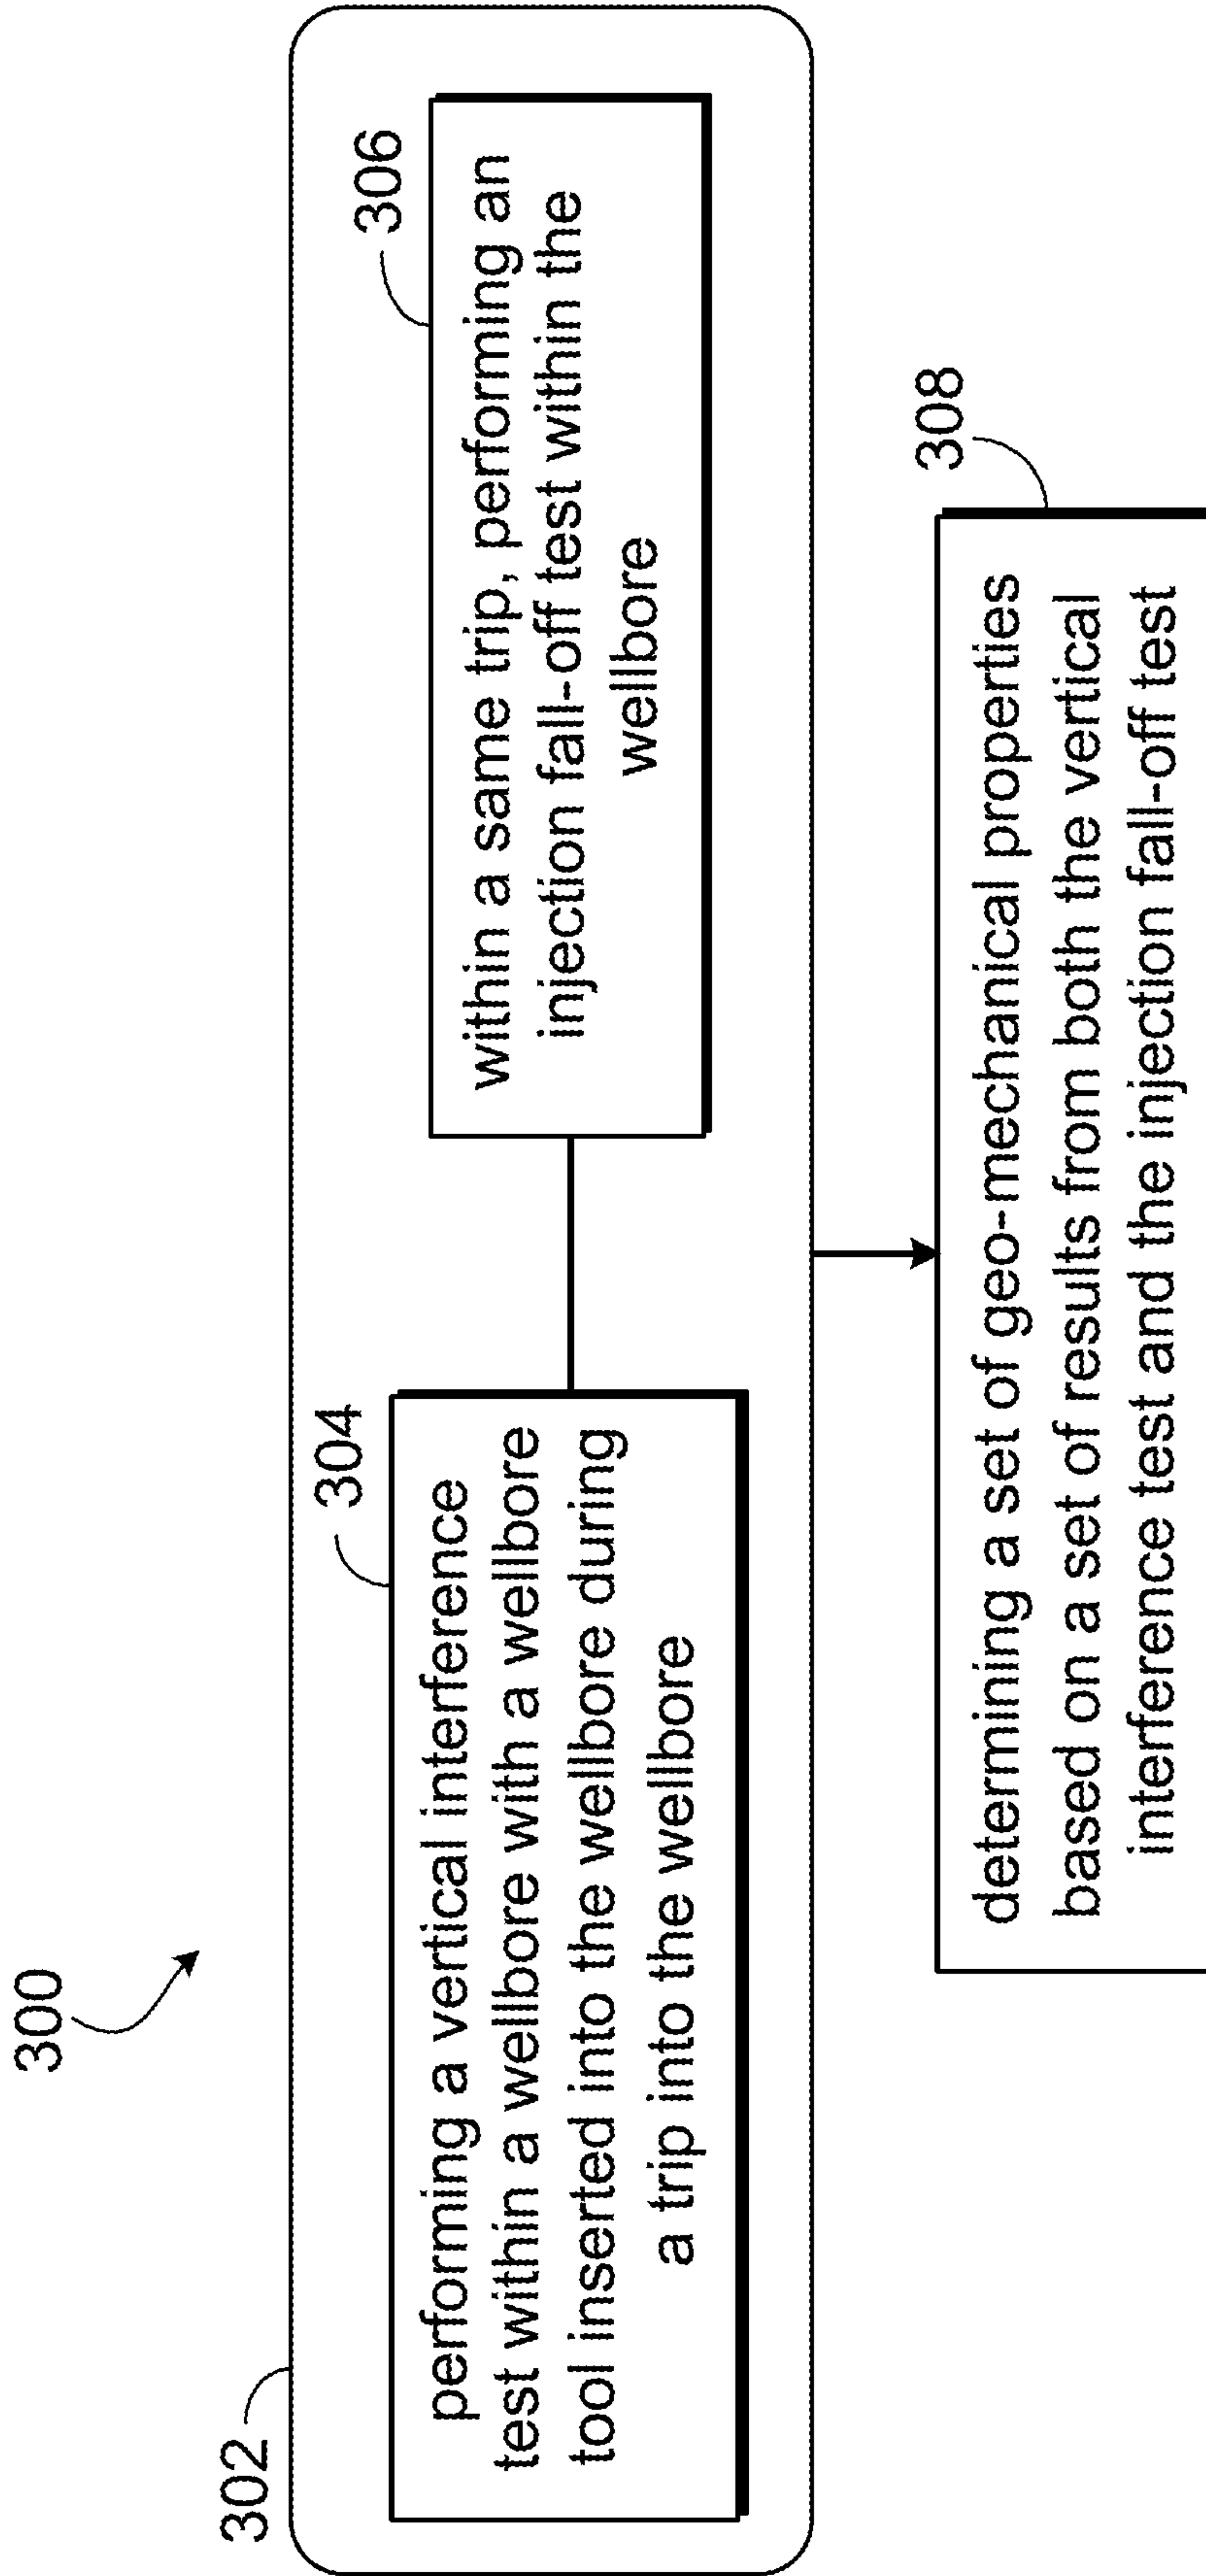 300
302
304
performing a vertical interference
test within a wellbore with a wellbore
tool inserted into the wellbore during
a trip into the wellbore
306
within a same trip, performing an
injection fall-off test within the
wellbore
308
determining a set of geo-mechanical properties
based on a set of results from both the vertical
interference test and the injection fall-off test